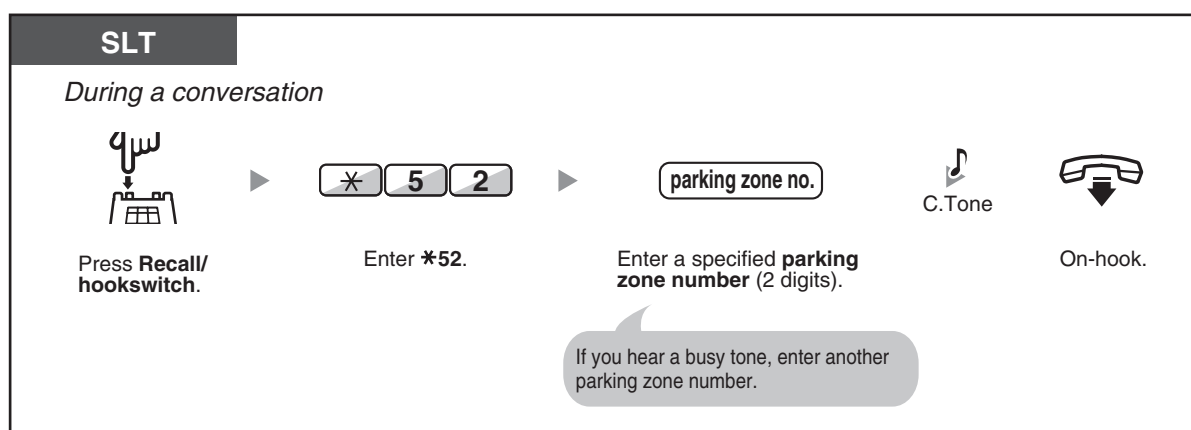 SLT
During a conversation
* 5 2
parking zone no.
C.Tone
Press Recall/
hookswitch.
Enter *52.
Enter a specified parking
zone number (2 digits).
On-hook.
If you hear a busy tone, enter another
parking zone number.